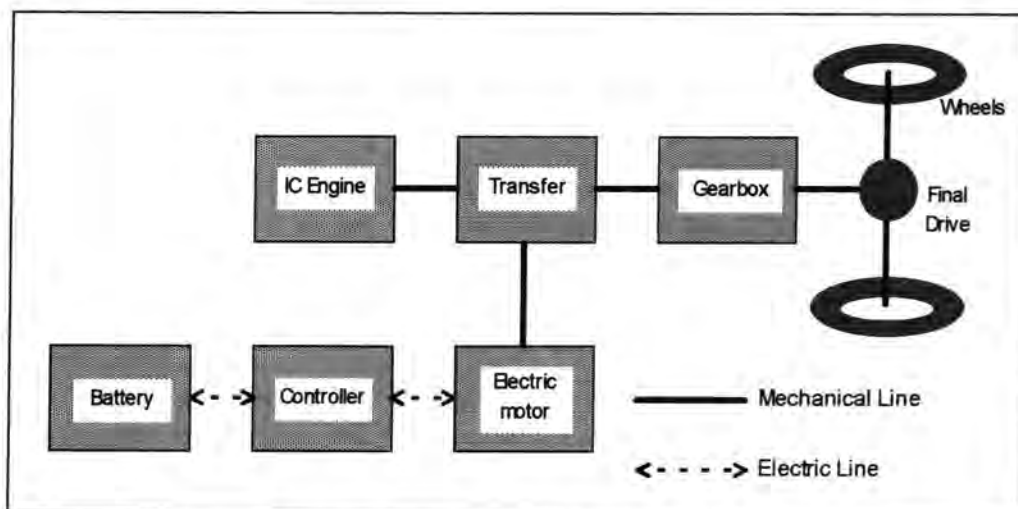 Wheels
IC Engine
Transfer
Gearbox
Final
Drive
Battery
Controller
Electric
motor
Mechanical Line
Electric Line